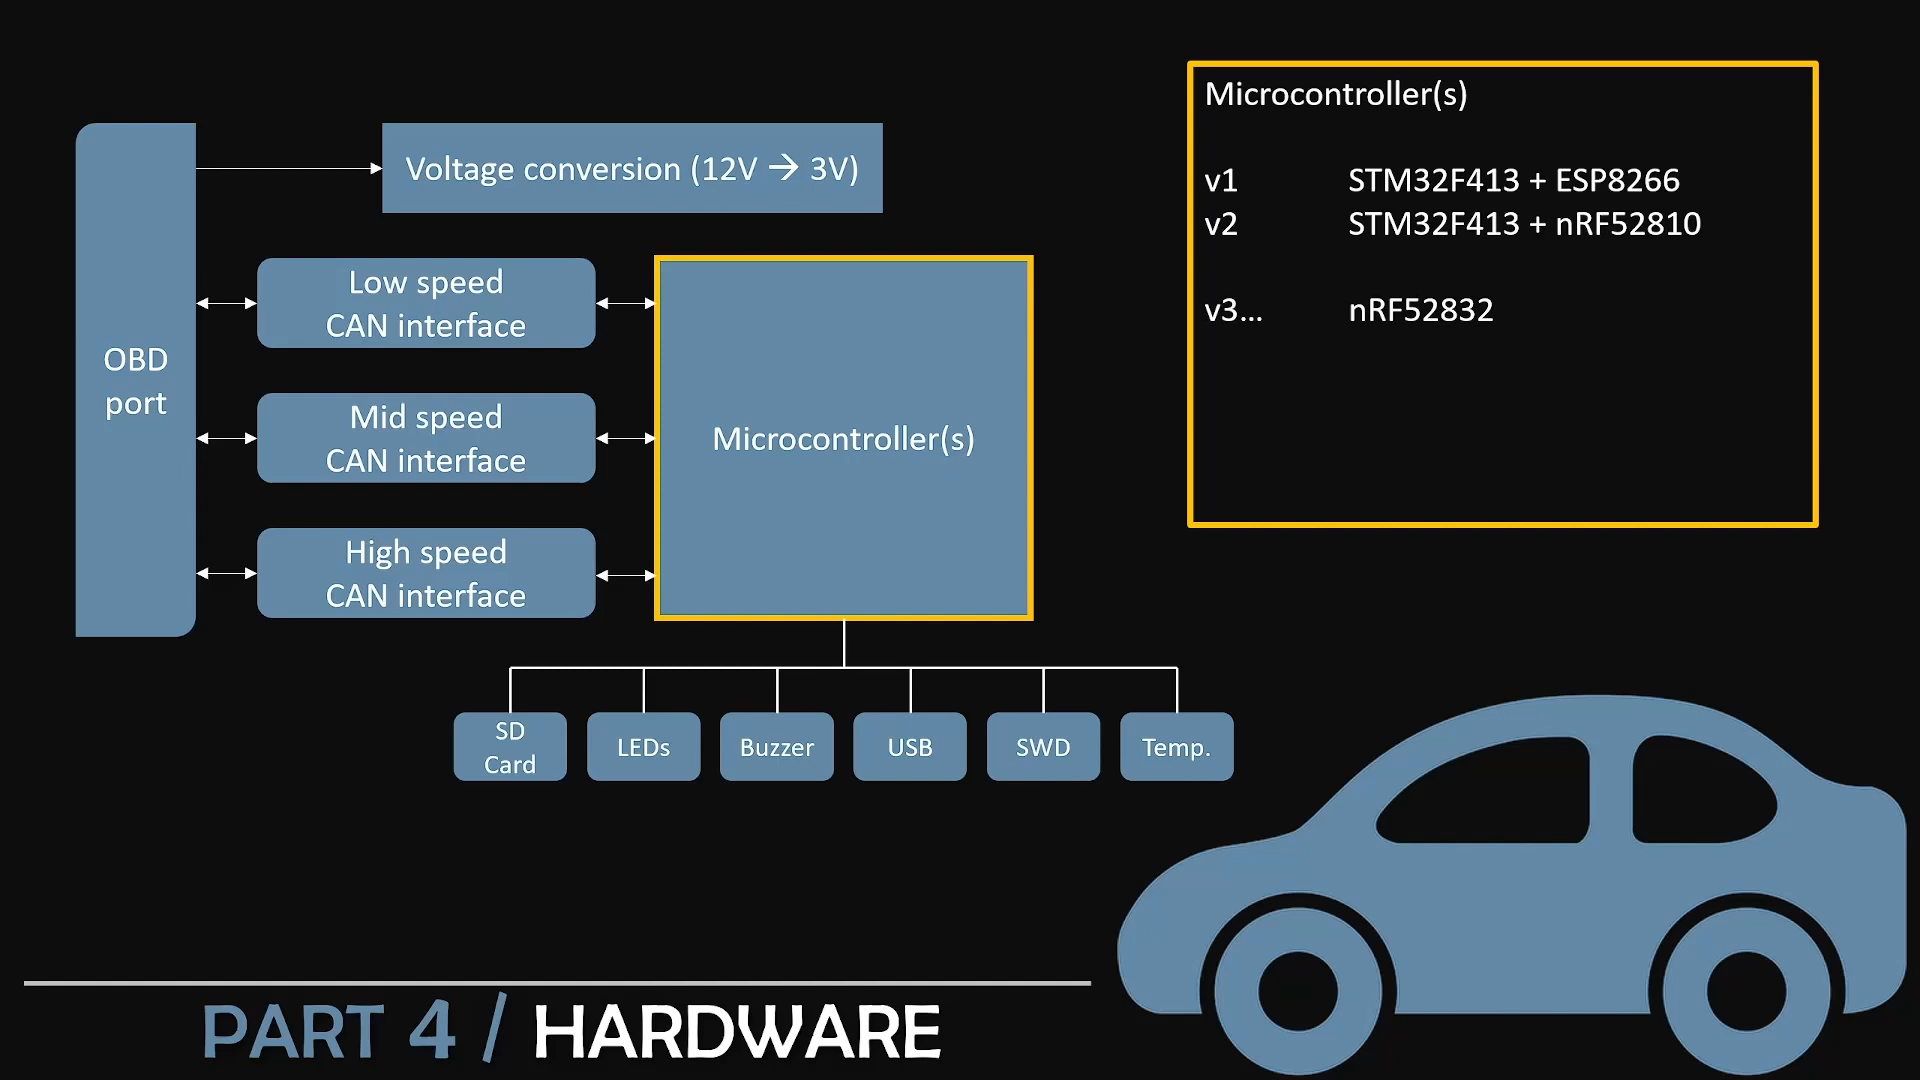 OBD
port
Voltage conversion (12V → 3V)
Low speed
CAN interface
Mid speed
CAN interface
High speed
CAN interface
Microcontroller(s)
SD
Card
LEDs
Buzzer
USB
SWD
Temp.
Microcontroller(s)
v1 STM32F413 + ESP8266
v2 STM32F413 + nRF52810
v3... nRF52832
PART 4 / HARDWARE